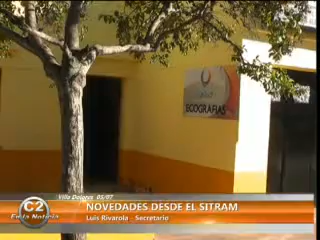 ECOGRAFIAS
Villa Dolores 05/07
C2
En la Noticia
NOVEDADES DESDE EL SITRAM
Luis Rivarola - Secretario